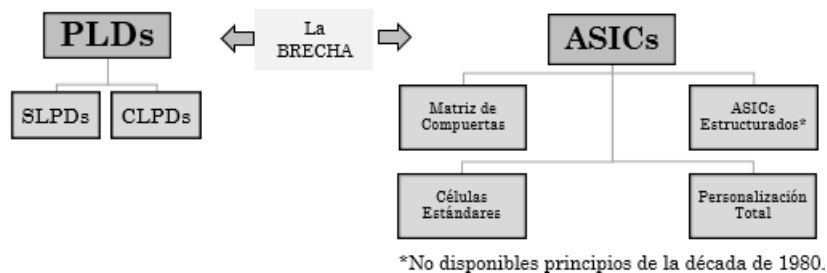 PLDs
La
BRECHA
ASICs
SLPDs
CLPDs
Matriz de
Compuertas
ASICs
Estructurados*
Células
Estándares
Personalización
Total
*No disponibles principios de la década de 1980.